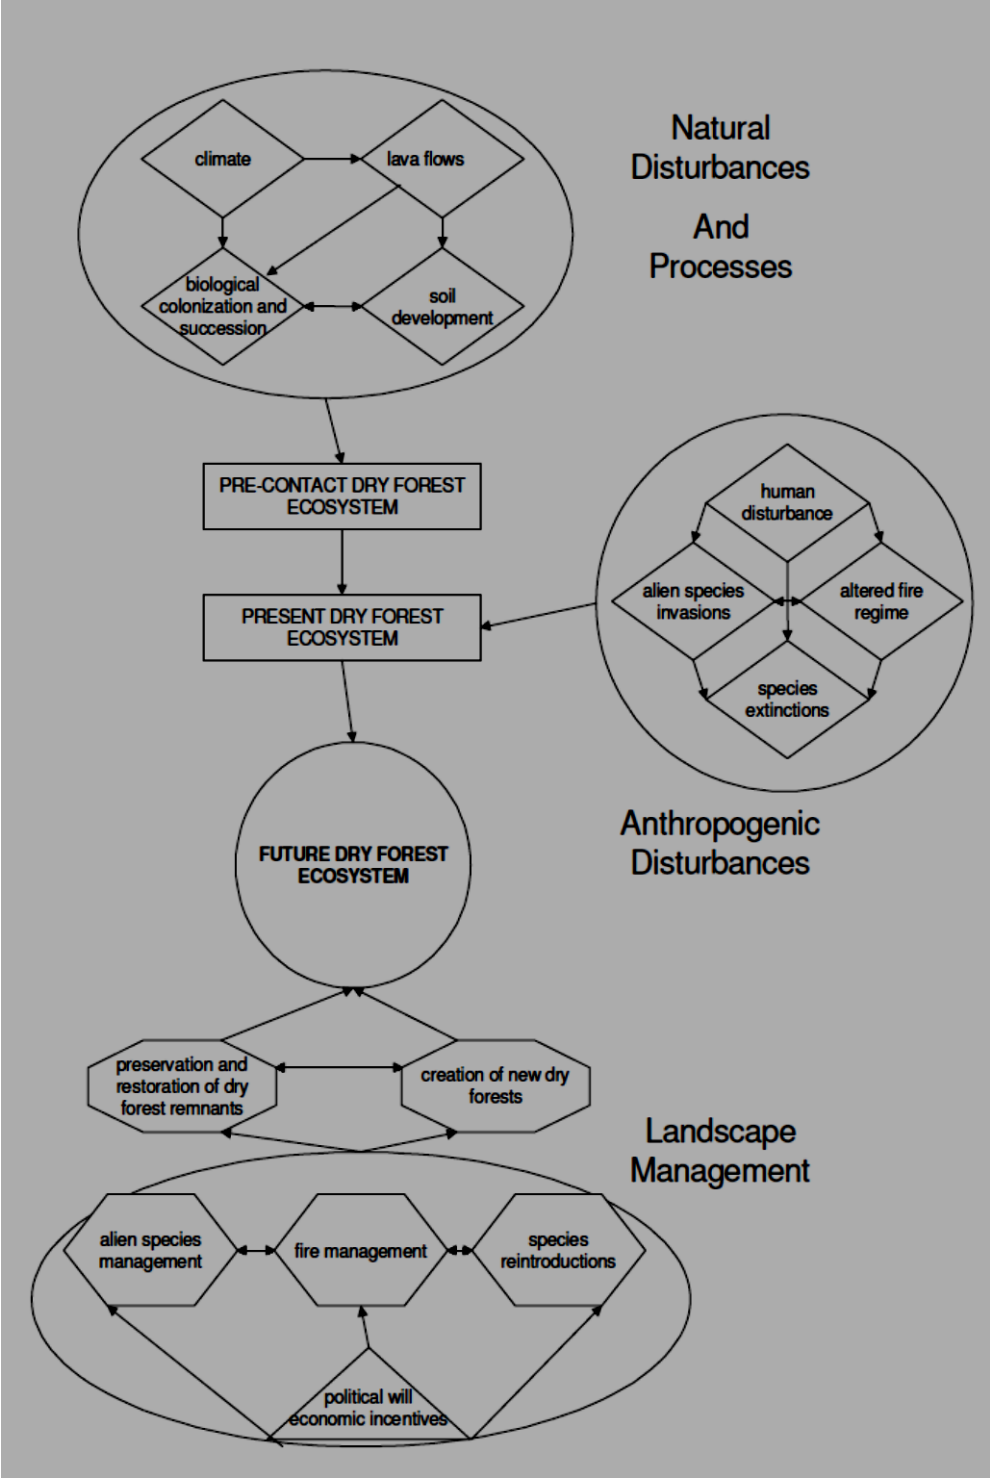 Natural
Disturbances
And
Processes
climate
lava flows
biological
colonization and
succession
soil
development
PRE-CONTACT DRY FOREST
ECOSYSTEM
PRESENT DRY FOREST
ECOSYSTEM
human
disturbance
alien species
invasions
altered fire
regime
species
extinctions
Anthropogenic
Disturbances
FUTURE DRY FOREST
ECOSYSTEM
preservation and
restoration of dry
forest remnants
creation of new dry
forests
Landscape
Management
alien species
management
fire management
species
reintroductions
political will
economic incentives